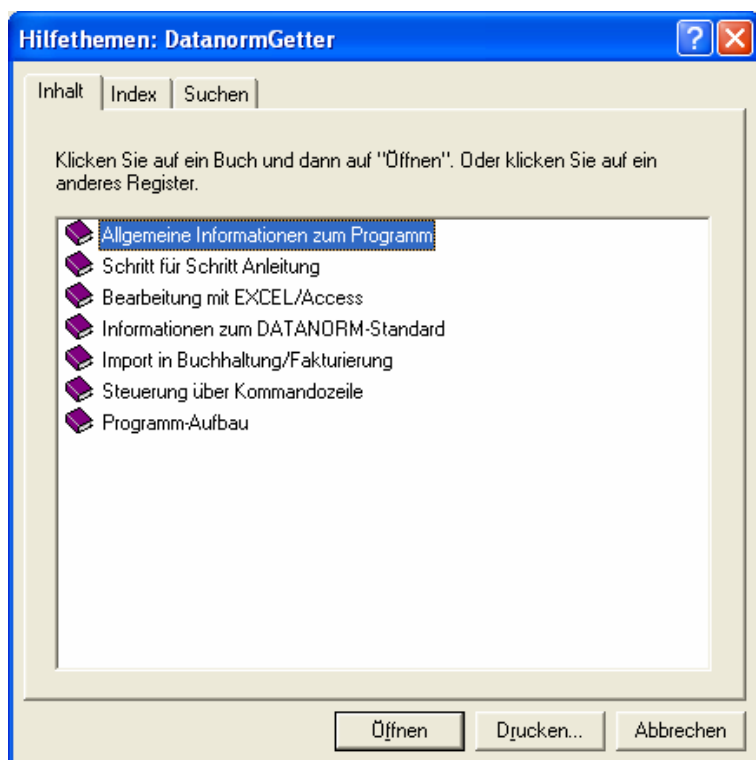 Hilfethemen: DatanormGetter
Inhalt Index Suchen
Klicken Sie auf ein Buch und dann auf "Öffnen". Oder klicken Sie auf ein
anderes Register.
Allgemeine Informationen zum Programm
Schritt für Schritt Anleitung
Bearbeitung mit EXCEL/Access
Informationen zum DATANORM-Standard
Import in Buchhaltung/Fakturierung
Steuerung über Kommandozeile
Programm-Aufbau
Öffnen Drucken... Abbrechen